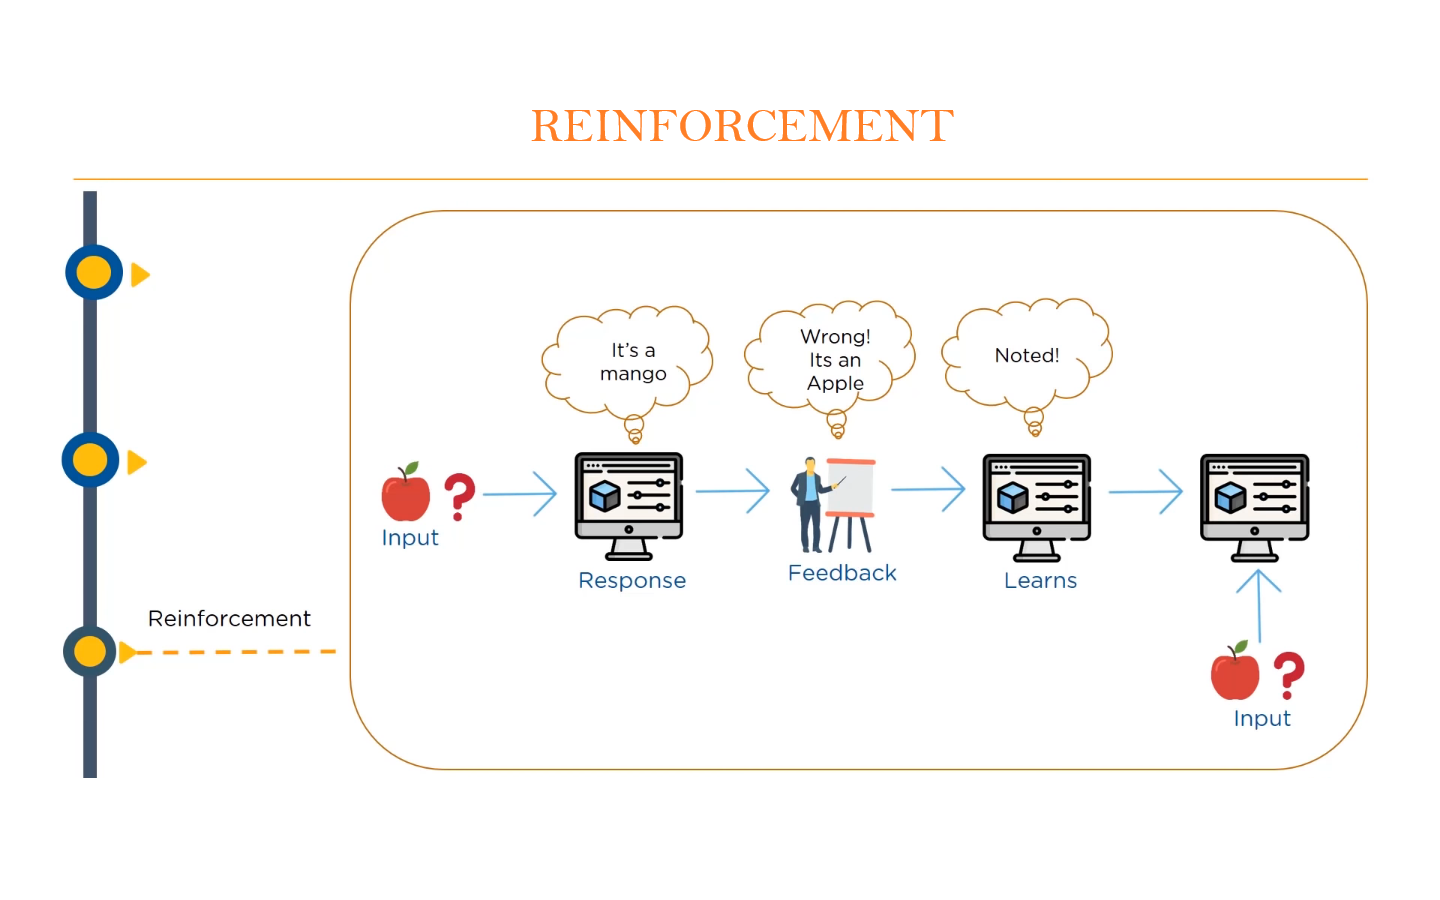 REINFORCEMENT
It's a
mango
Wrong!
Its an
Apple
Noted!
?
Input
Response
Feedback
Learns
Reinforcement
?
Input